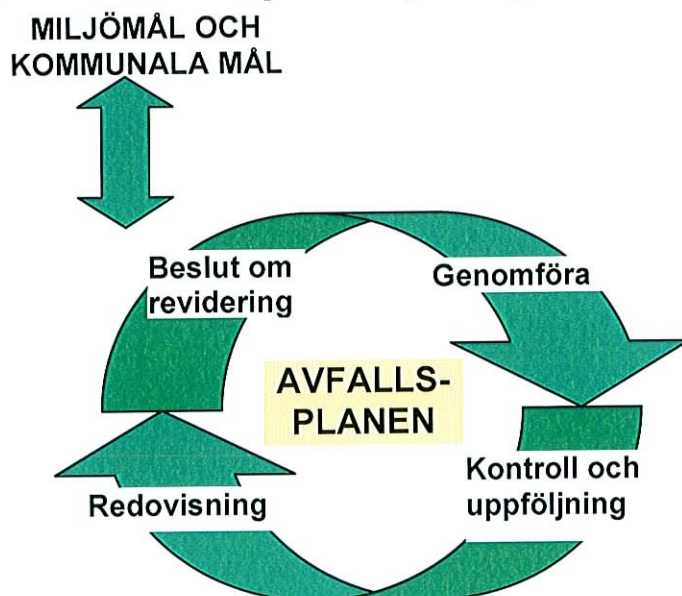 MILJÖMÅL OCH
KOMMUNALA MÅL
Beslut om
revidering
Genomföra
AVFALLS-
PLANEN
Kontroll och
uppföljning
Redovisning